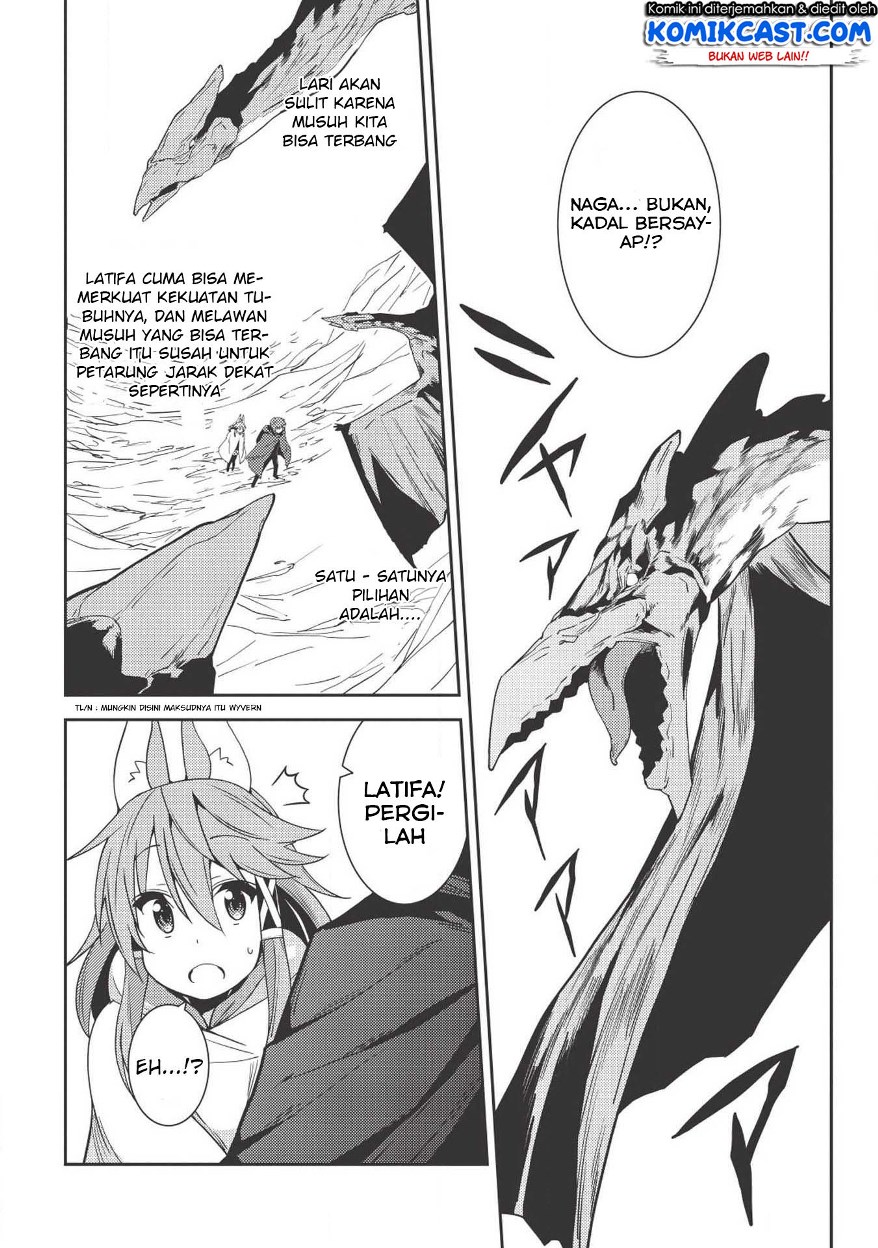 Komik ini diterjemahkan & diedit oleh
KOMIKCAST.COM
BUKAN WEB LAIN!!
NAGA... BUKAN,
KADAL BERSAY-
AP!?
LARI AKAN
SULIT KARENA
MUSUH KITA
BISA TERBANG
LATIFA CUMA BISA ME-
MERKUAT KEKUATAN TU-
BUHNYA, DAN MELAWAN
MUSUH YANG BISA TER-
BANG ITU SUSAH UNTUK
PETARUNG JARAK DEKAT
SEPERTINYA
SATU - SATUNYA
PILIHAN
ADALAH....
TL/N : MUNGKIN DISINI MAKSUDNYA ITU WYVERN
LATIFA!
PERGI-
LAH
EH...!?